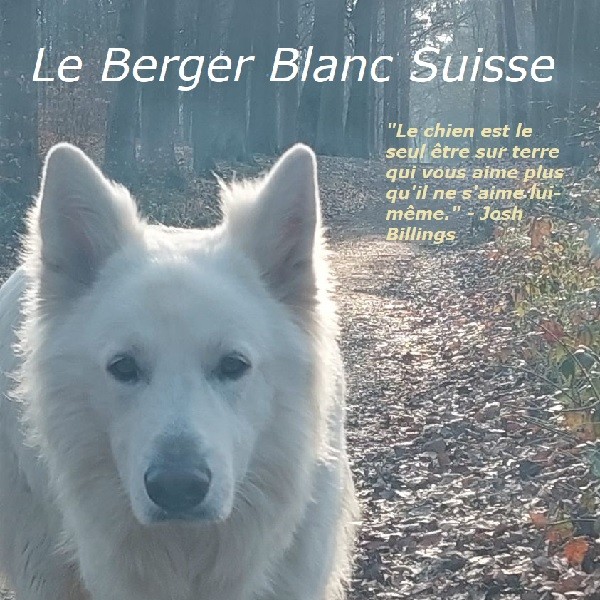 Le Berger Blanc Suisse
"Le chien est le
seul être sur terre
qui vous aime plus
qu'il ne s'aime lui-
même." - Josh
Billings